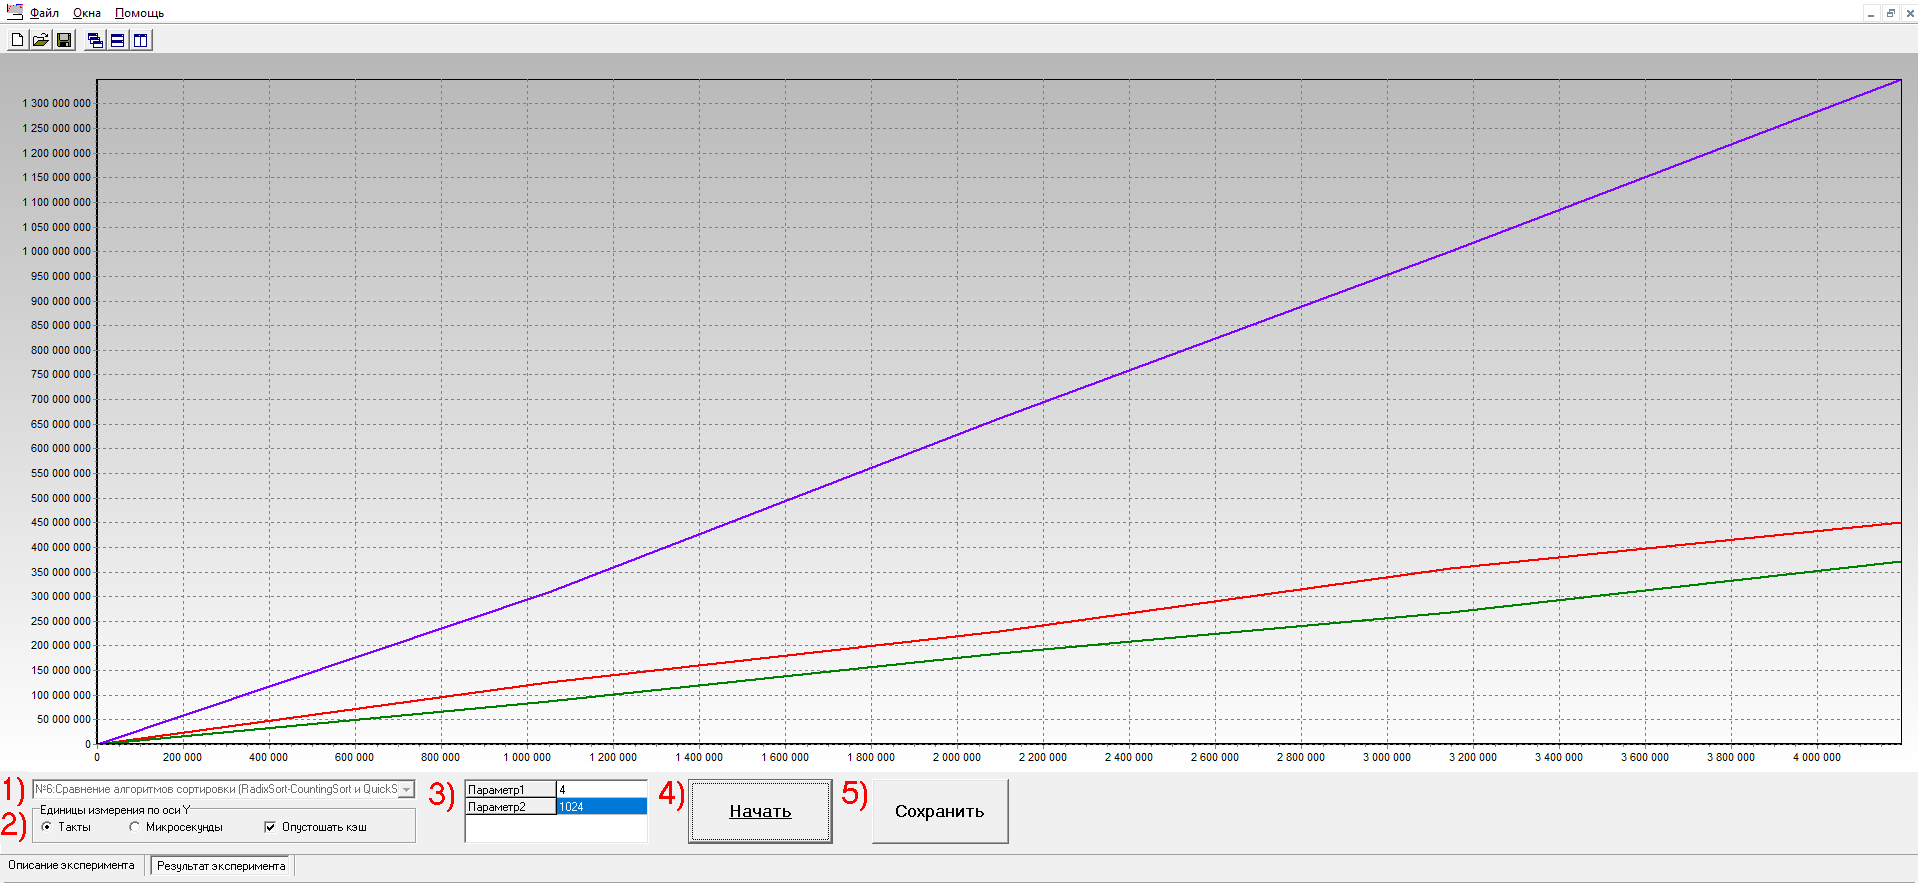 Файл Окна Помощь
1 300 000 000
1 250 000 000
1 200 000 000
1 150 000 000
1 100 000 000
1 050 000 000
1 000 000 000
950 000 000
900 000 000
850 000 000
800 000 000
750 000 000
700 000 000
650 000 000
600 000 000
550 000 000
500 000 000
450 000 000
400 000 000
350 000 000
300 000 000
250 000 000
200 000 000
150 000 000
100 000 000
50 000 000
0
0 200 000 400 000 600 000 800 000 1 000 000 1 200 000 1 400 000 1 600 000 1 800 000 2 000 000 2 200 000 2 400 000 2 600 000 2 800 000 3 000 000 3 200 000 3 400 000 3 600 000 3 800 000 4 000 000
1) №6:Сравнение алгоритмов сортировки (RadixSort-CountingSort и QuickS
2) Единицы измерения по оси Y
Такты Микросекунды Опустошать кэш
3) Параметр1 4
Параметр2 1024
4) Начать
5) Сохранить
Описание эксперимента Результат эксперимента